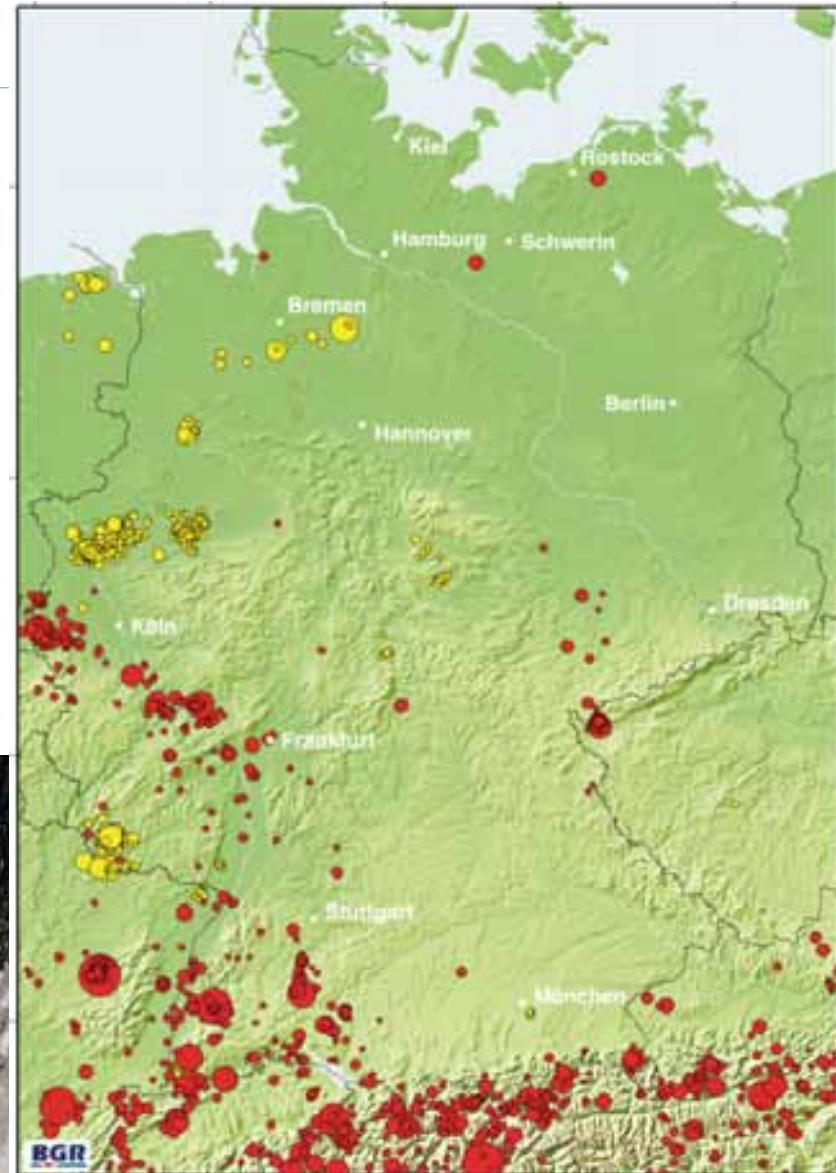 Kiel
Rostock
Hamburg
Schwerin
Bremen
Berlin
Hannover
Dresden
Köln
Frankfurt
Stuttgart
München
BGR